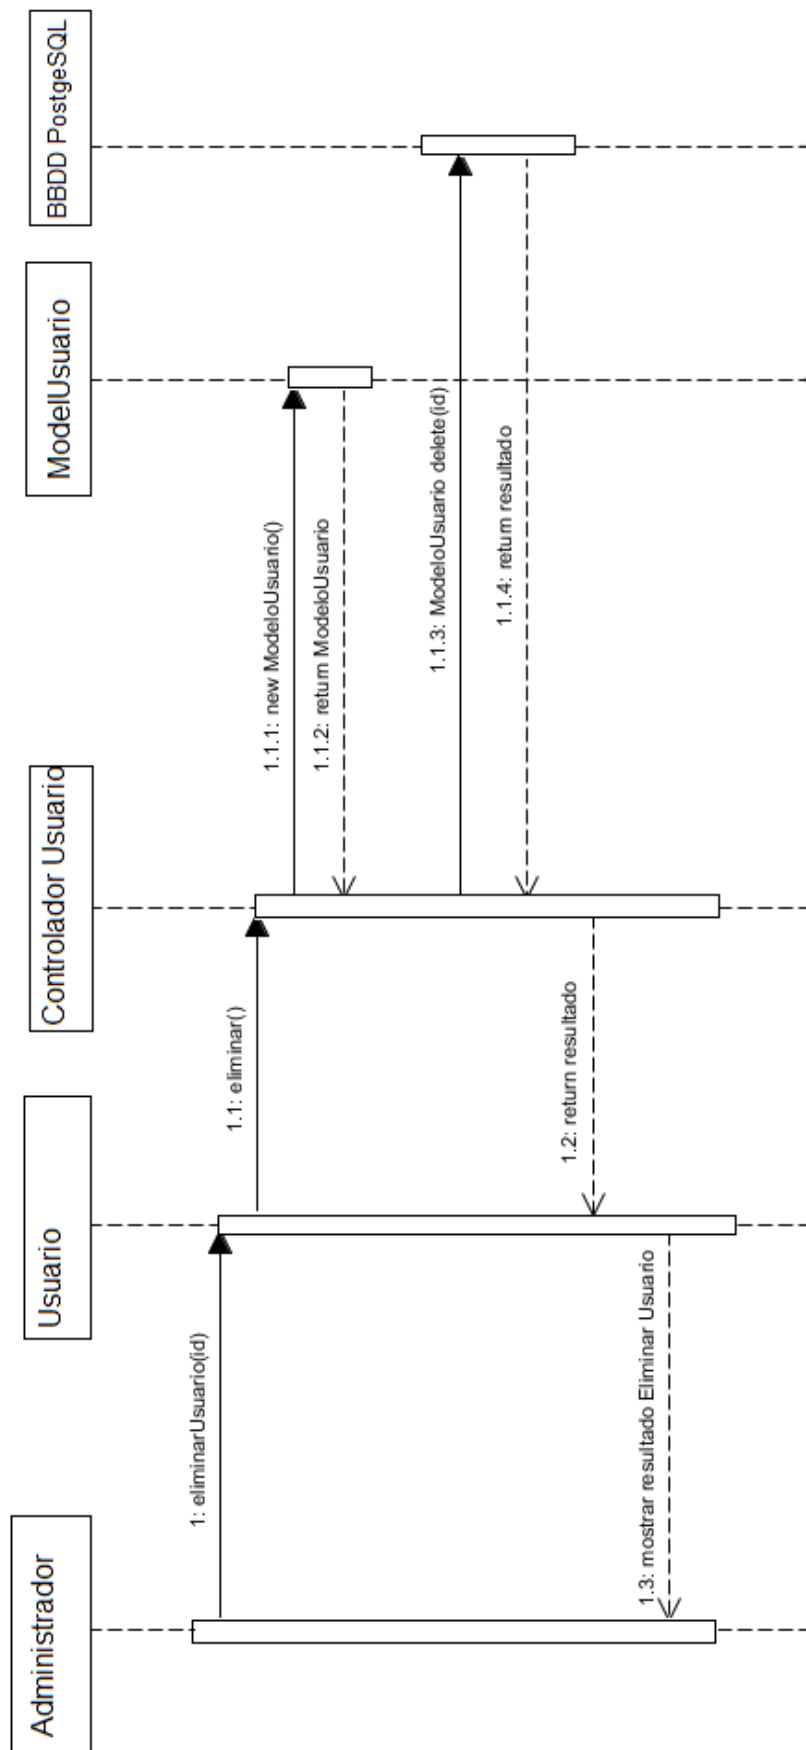 Administrador
Usuario
Controlador Usuario
ModelUsuario
BBDD PostgeSQL
1: eliminarUsuario(id)
1.1: eliminar()
1.1.1: new ModeloUsuario()
1.1.2: return ModeloUsuario
1.1.3: ModeloUsuario delete(id)
1.1.4: return resultado
1.2: return resultado
1.3: mostrar resultado Eliminar Usuario